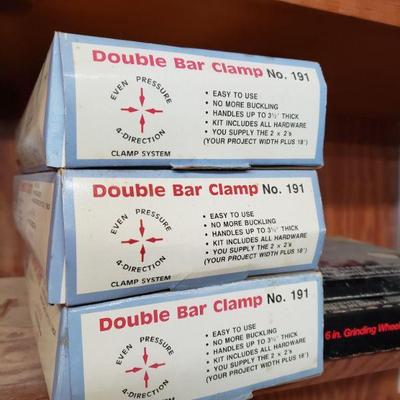 Double Bar Clamp No. 191
EVEN PRESSURE
4-DIRECTION
CLAMP SYSTEM
• EASY TO USE
• NO MORE BUCKLING
• HANDLES UP TO 3½" THICK
• KIT INCLUDES ALL HARDWARE
• YOU SUPPLY THE 2 x 2's
(YOUR PROJECT WIDTH PLUS 18")
Double Bar Clamp No. 191
EVEN PRESSURE
4-DIRECTION
CLAMP SYSTEM
• EASY TO USE
• NO MORE BUCKLING
• HANDLES UP TO 3½" THICK
• KIT INCLUDES ALL HARDWARE
• YOU SUPPLY THE 2 x 2's
(YOUR PROJECT WIDTH PLUS 18")
Double Bar Clamp No. 191
EVEN PRESSURE
4-DIRECTION
CLAMP SYSTEM
• EASY TO USE
• NO MORE BUCKLING
• HANDLES UP TO 3½" THICK
• KIT INCLUDES ALL HARDWARE
• YOU SUPPLY THE 2 x 2's
(YOUR PROJECT WIDTH PLUS 18")
6 in. Grinding Wheel